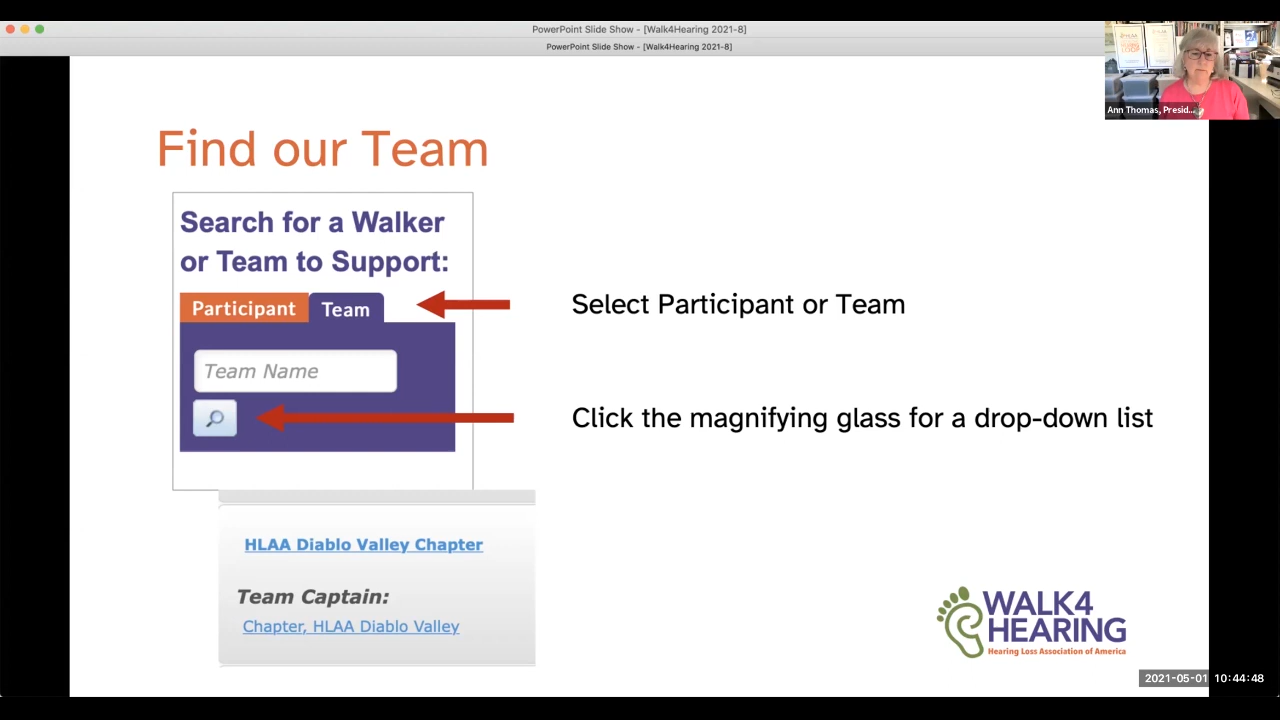 PowerPoint Slide Show - [Walk4Hearing 2021-8]
PowerPoint Slide Show - [Walk4Hearing 2021-8]
Ann Thomas, Presid...
Find our Team
Search for a Walker
or Team to Support:
Participant
Team
Select Participant or Team
Team Name
Click the magnifying glass for a drop-down list
HLAA Diablo Valley Chapter
Team Captain:
Chapter, HLAA Diablo Valley
WALK4
HEARING
Hearing Loss Association of America
2021-05-01 10:44:48